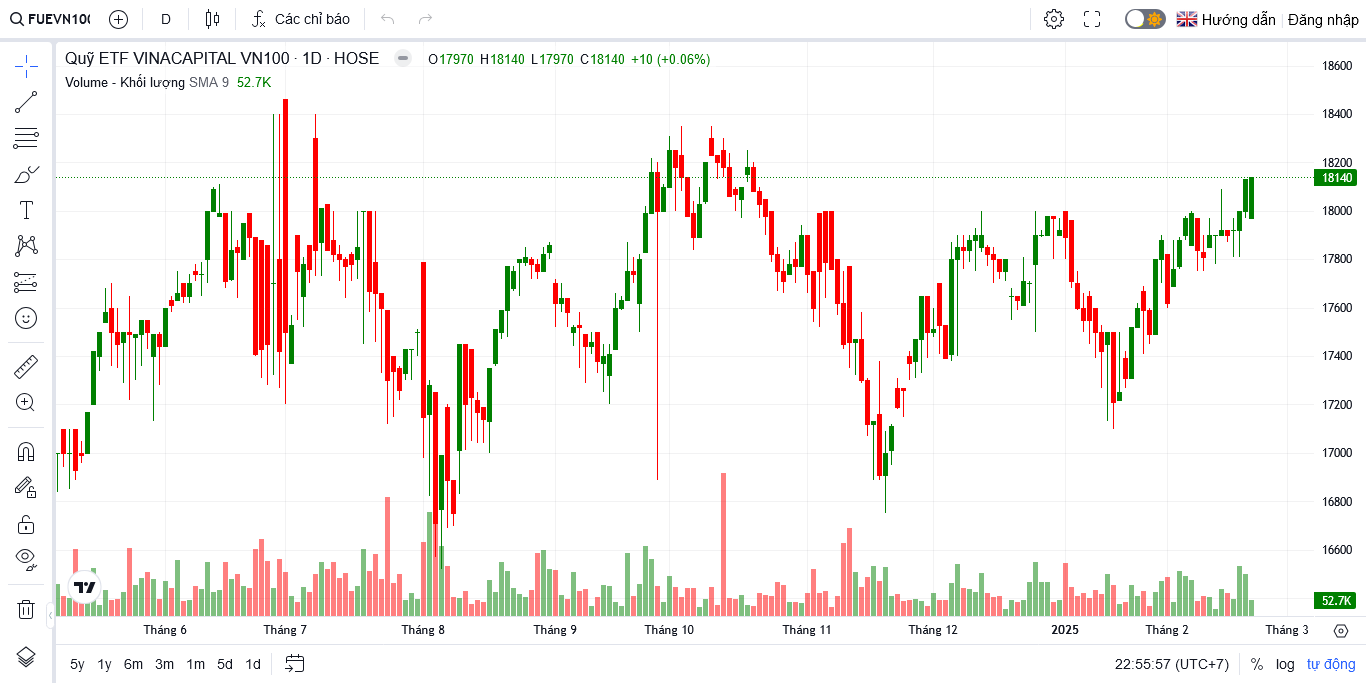 FUEVN100 D Các chỉ báo Hướng dẫn Đăng nhập
Quỹ ETF VINACAPITAL VN100 · 1D · HOSE O17970 H18140 L17970 C18140 +10 (+0.06%)
Volume - Khối lượng SMA 9 52.7K
18600
18400
18200
18140
18000
17800
17600
17400
17200
17000
16800
16600
52.7K
Tháng 6 Tháng 7 Tháng 8 Tháng 9 Tháng 10 Tháng 11 Tháng 12 2025 Tháng 2 Tháng 3
5y 1y 6m 3m 1m 5d 1d 22:55:57 (UTC+7) % log tự động